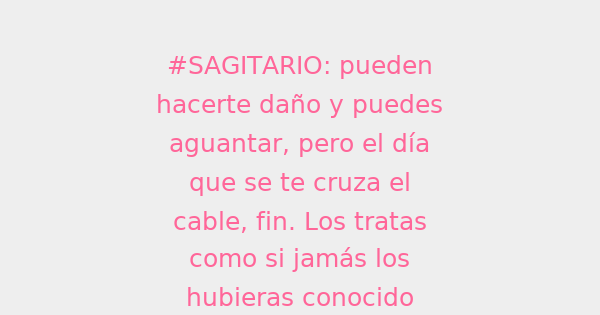 #SAGITARIO: pueden
hacerte daño y puedes
aguantar, pero el día
que se te cruza el
cable, fin. Los tratas
como si jamás los
hubieras conocido